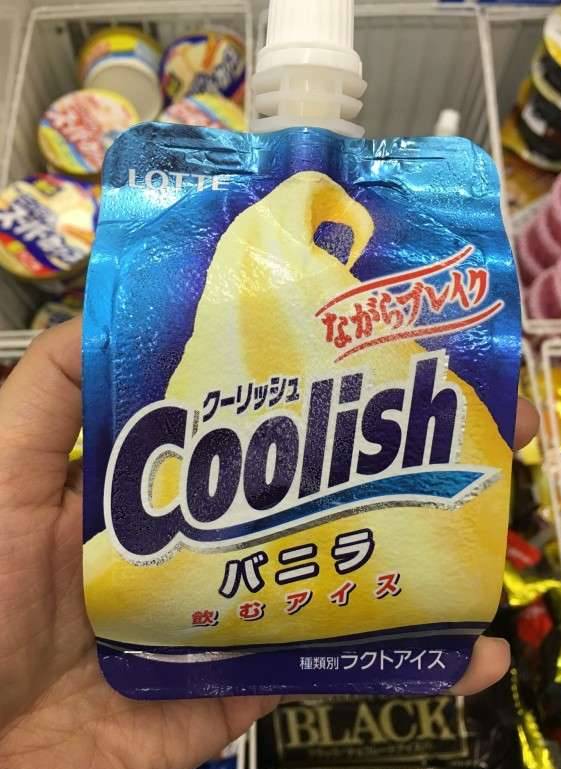 LOTTE
ながらブレイク
クーリッシュ
Coolish
バニラ
飲むアイス
種類別 ラクトアイス
BLACK